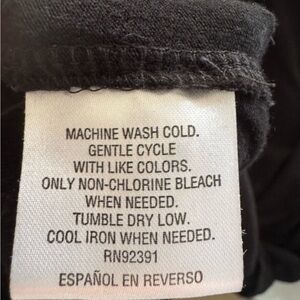 MACHINE WASH COLD.
GENTLE CYCLE
WITH LIKE COLORS.
ONLY NON-CHLORINE BLEACH
WHEN NEEDED.
TUMBLE DRY LOW.
COOL IRON WHEN NEEDED.
RN92391
ESPAÑOL EN REVERSO